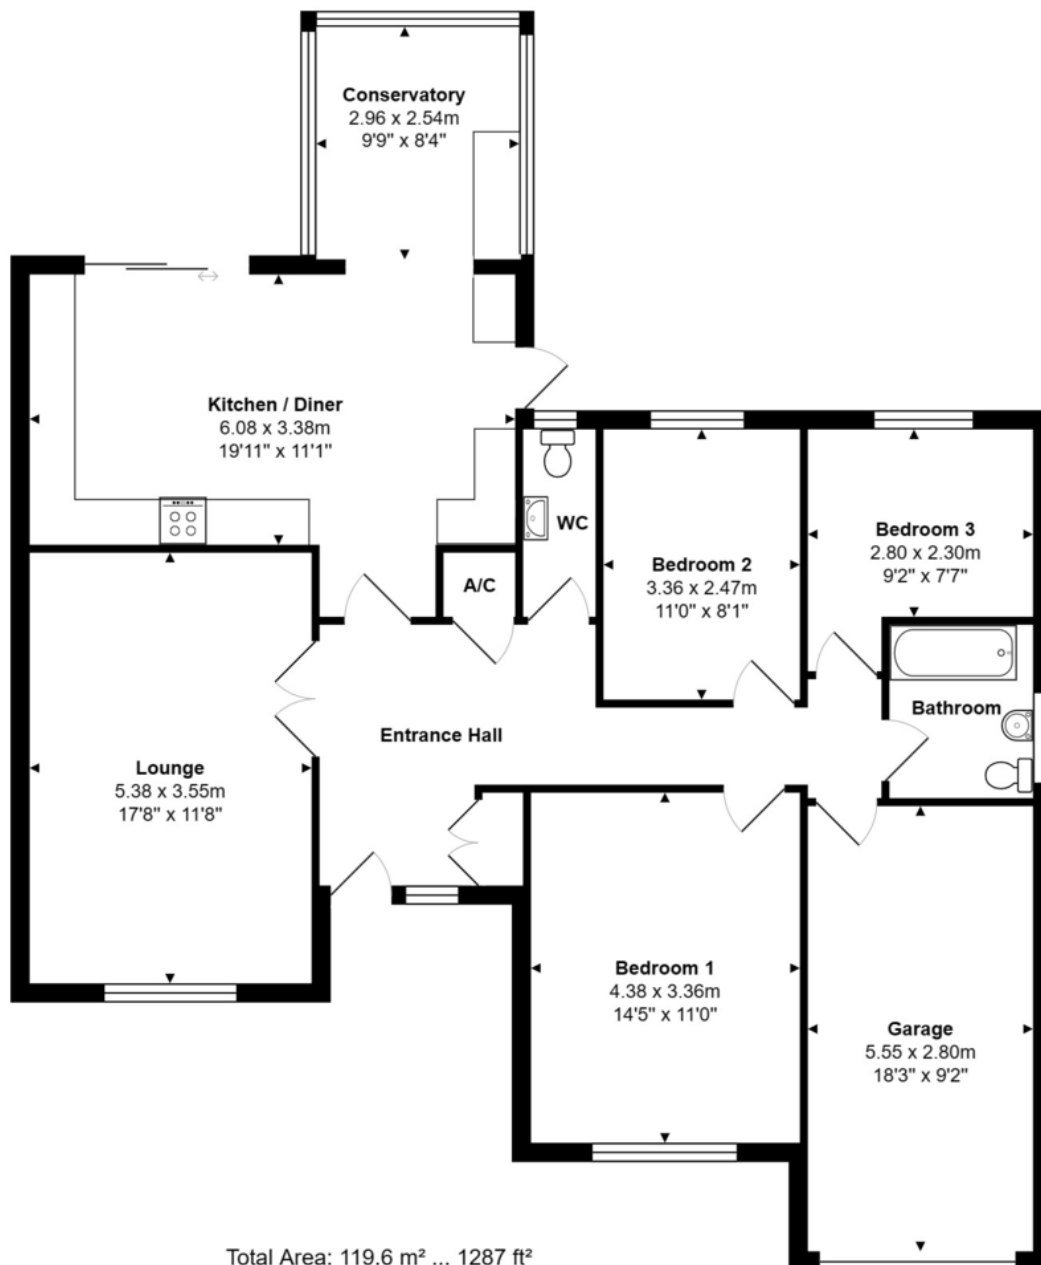 Conservatory
2.96 x 2.54m
9'9" x 8'4"
Kitchen / Diner
6.08 x 3.38m
19'11" x 11'1"
WC
Bedroom 2
3.36 x 2.47m
11'0" x 8'1"
Bedroom 3
2.80 x 2.30m
9'2" x 7'7"
A/C
Bathroom
Entrance Hall
Lounge
5.38 x 3.55m
17'8" x 11'8"
Bedroom 1
4.38 x 3.36m
14'5" x 11'0"
Garage
5.55 x 2.80m
18'3" x 9'2"
Total Area: 119.6 m² ... 1287 ft²